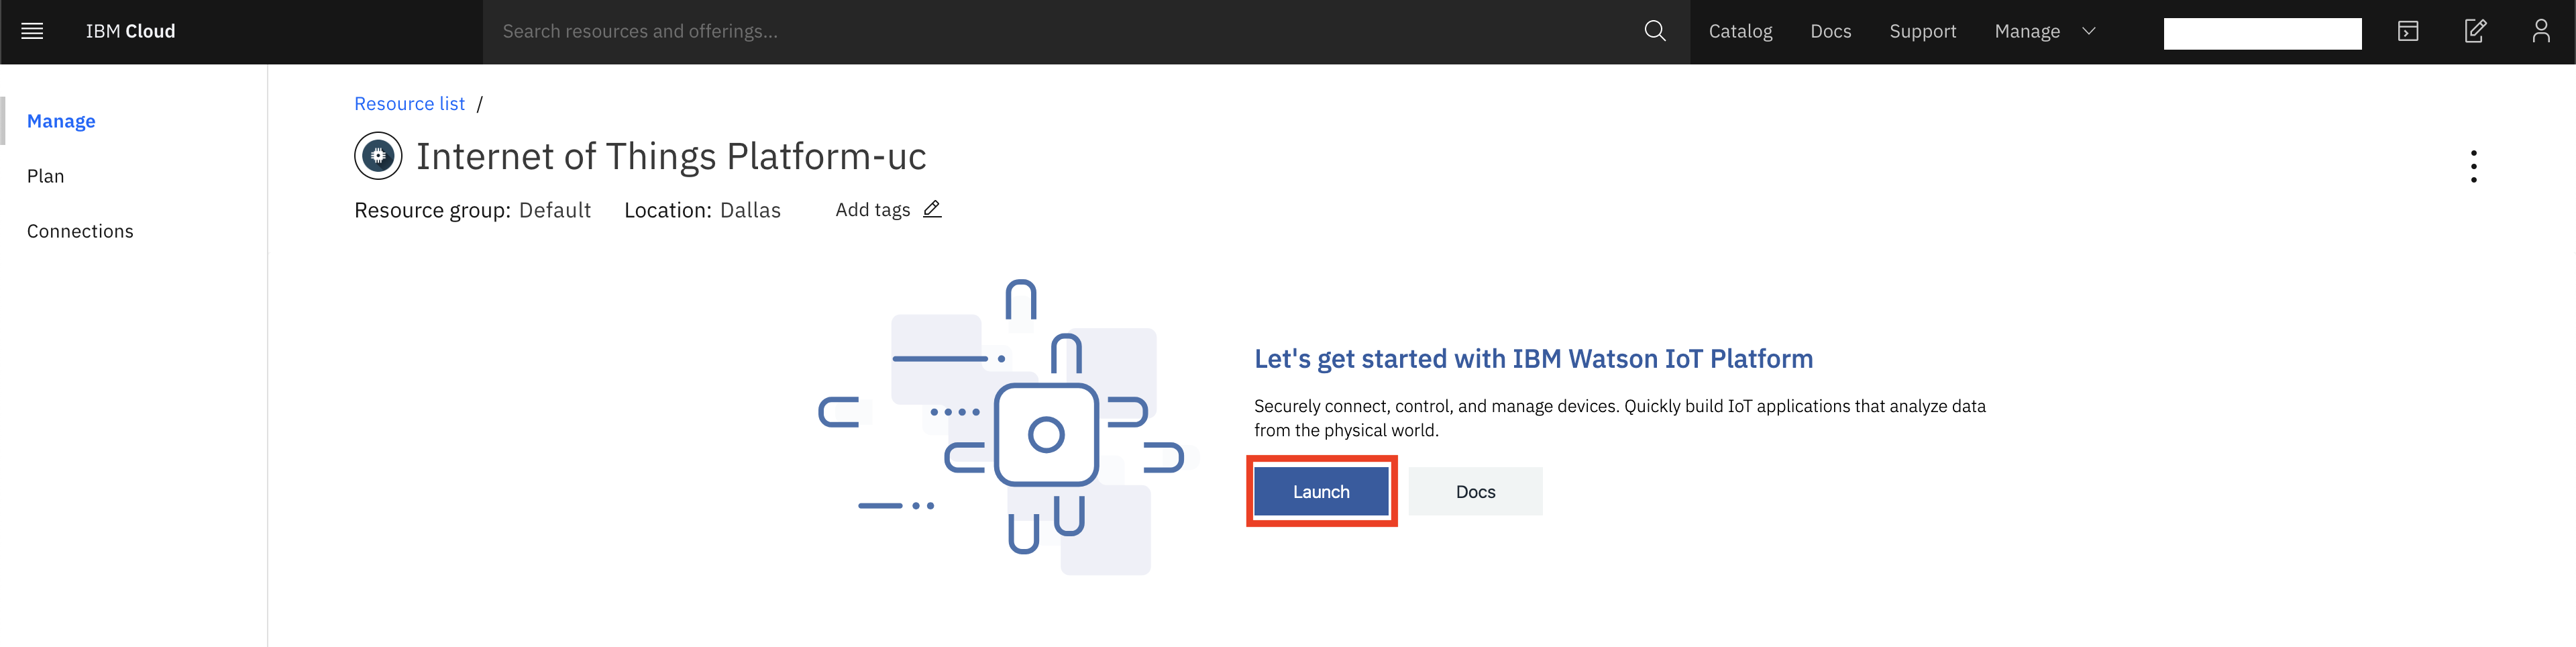 IBM Cloud
Search resources and offerings...
Catalog
Docs
Support
Manage
Manage
Plan
Connections
Resource list /
Internet of Things Platform-uc
Resource group: Default Location: Dallas Add tags
Let's get started with IBM Watson IoT Platform
Securely connect, control, and manage devices. Quickly build IoT applications that analyze data
from the physical world.
Launch
Docs